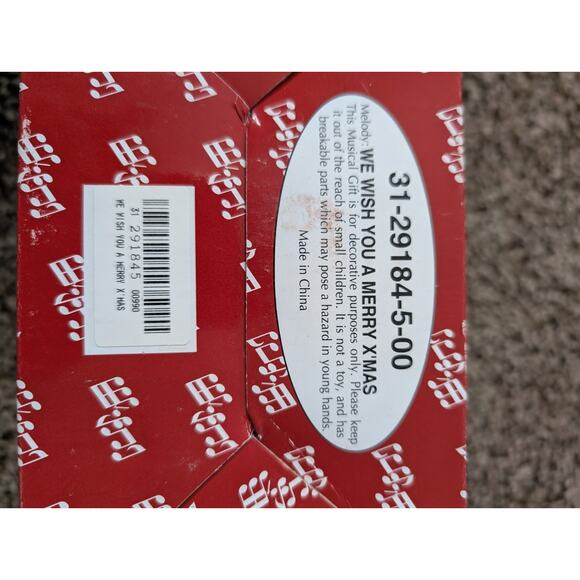 31-29184-5-00
Melody: WE WISH YOU A MERRY X'MAS
This Musical Gift is for decorative purposes only. Please keep
it out of the reach of small children. It is not a toy, and has
breakable parts which may pose a hazard in young hands.
Made in China
31 291845 00990
WE WISH YOU A MERRY X'MAS